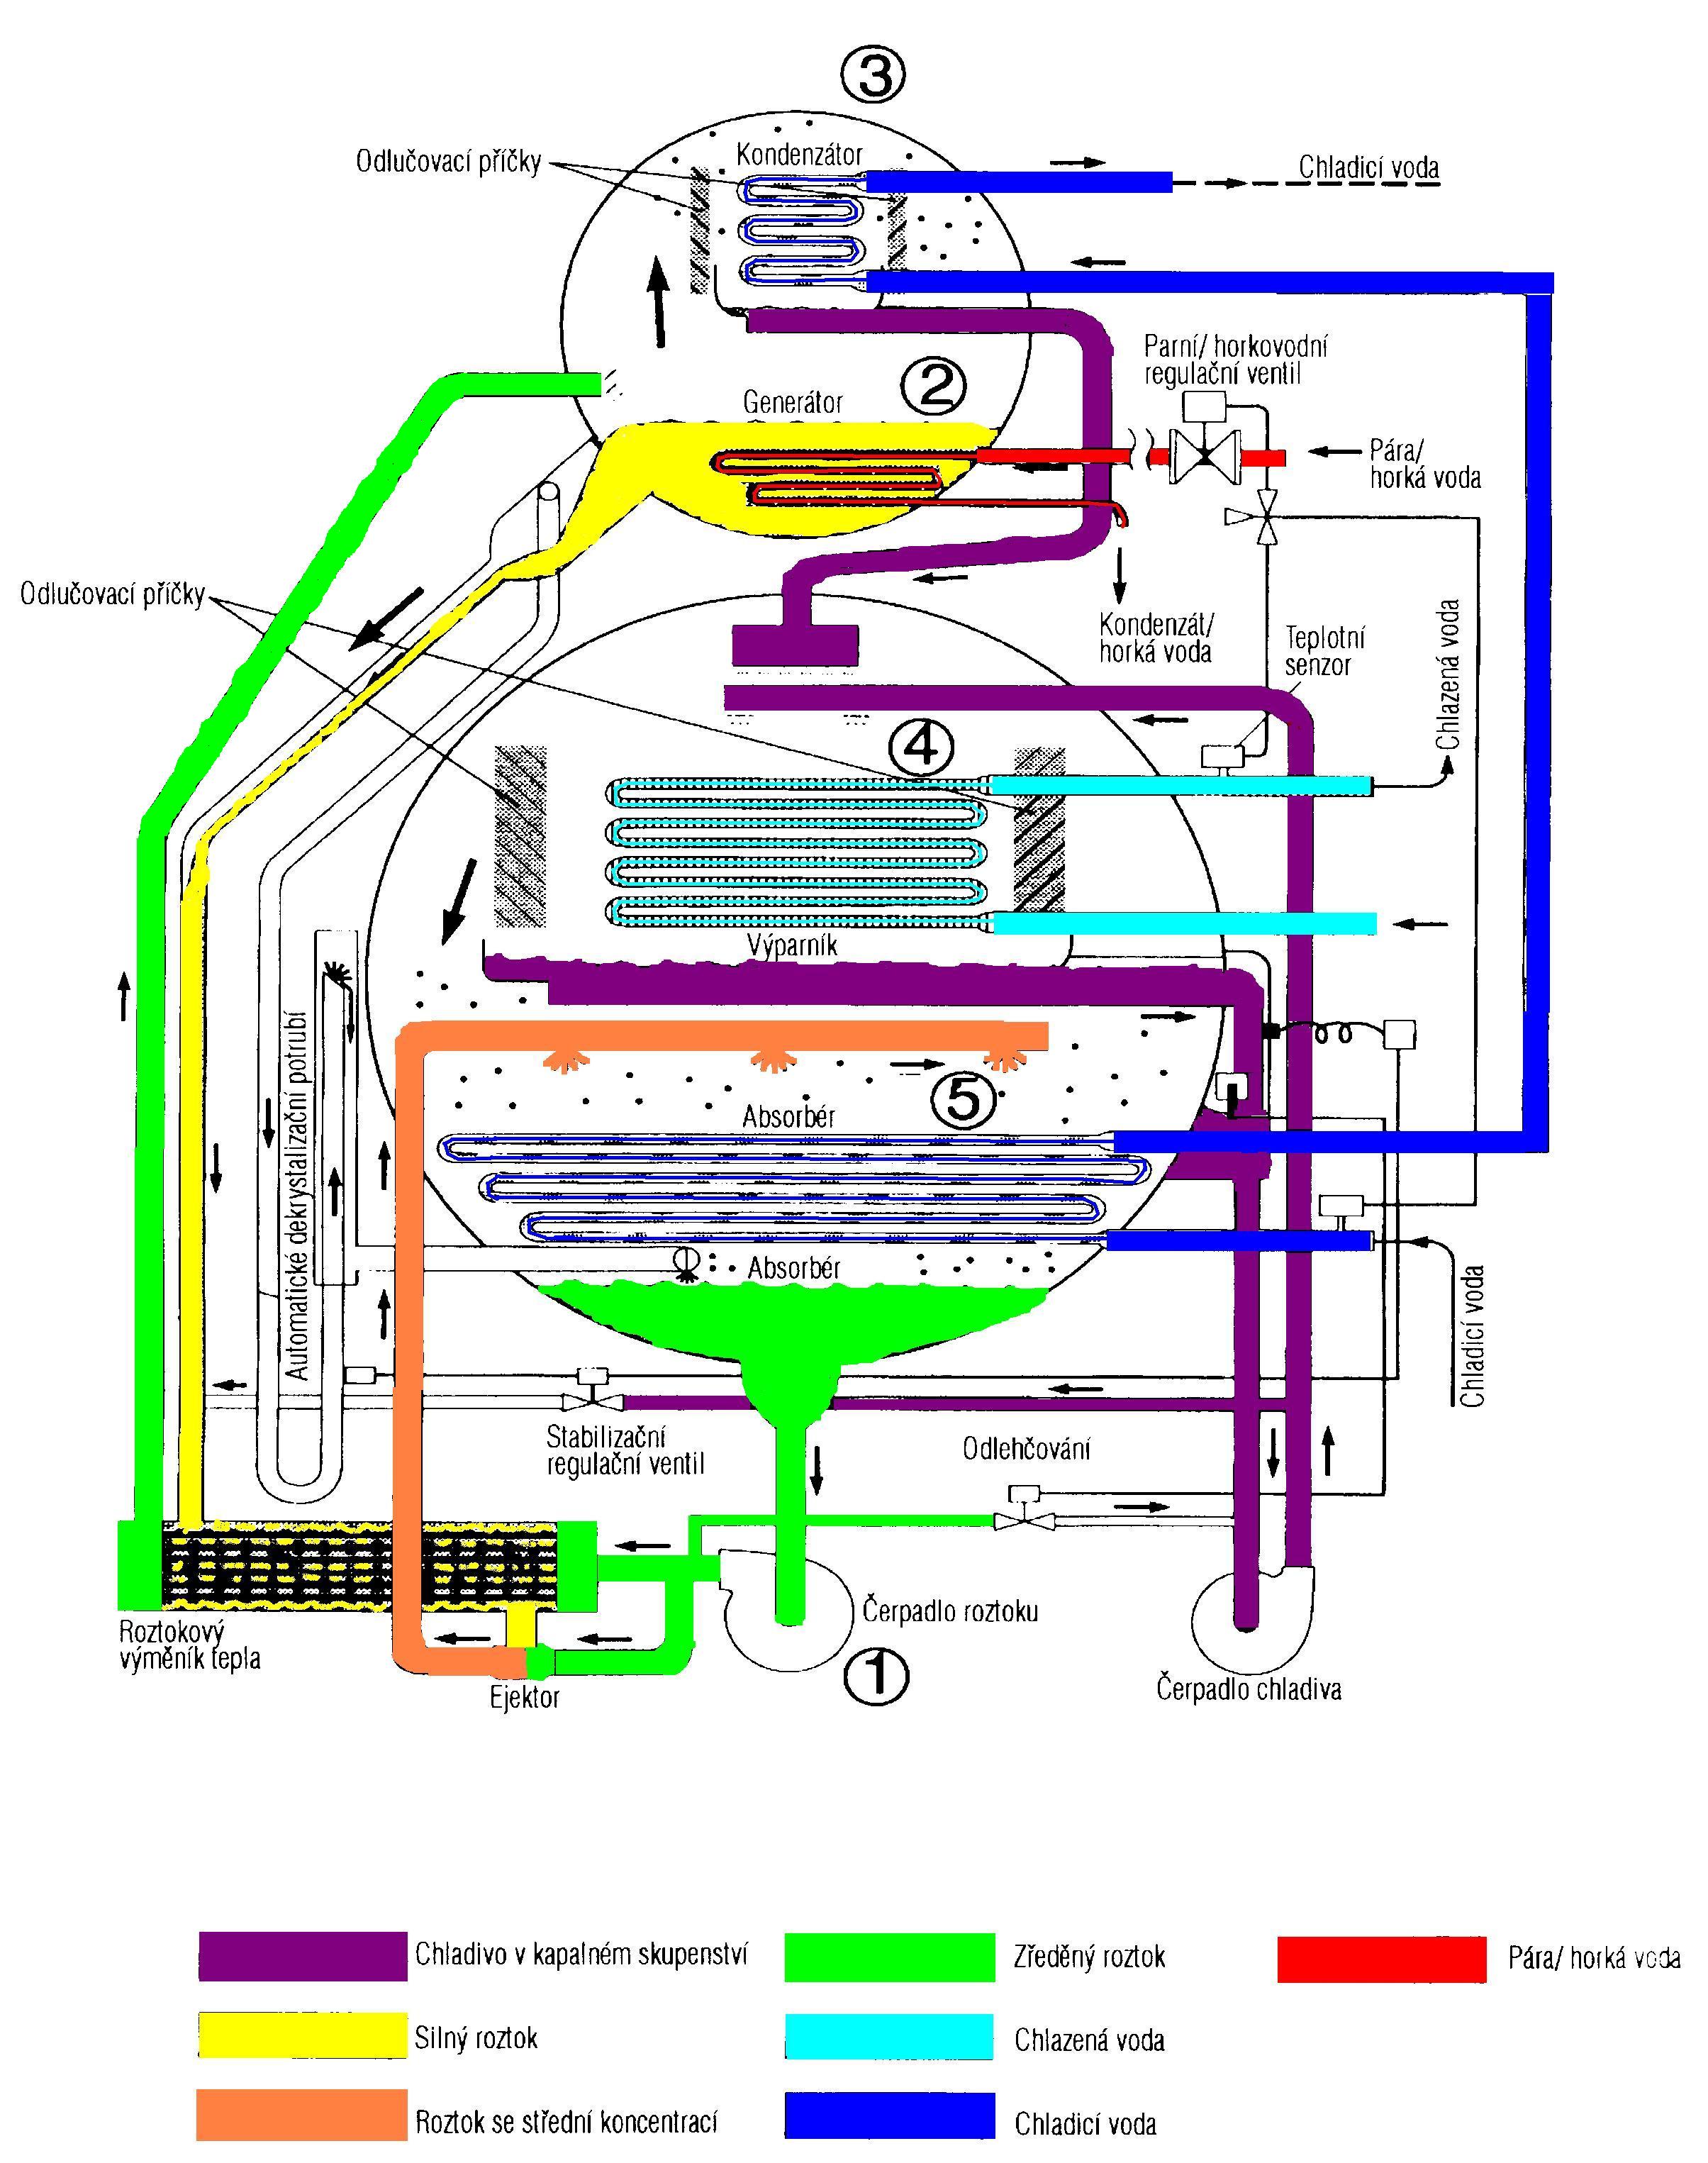 3
Kondenzátor
Odlučovací příčky
Chladicí voda
Parní/ horkovodní
regulační ventil
2
Generátor
Pára/
horká voda
Odlučovací příčky
Kondenzát/
horká voda
Teplotní
senzor
Chlazená voda
4
Výparník
Automatické dekrystalizační potrubí
5
Absorbér
Absorbér
Chladicí voda
Stabilizační
regulační ventil
Odlehčování
Čerpadlo roztoku
Roztokový
výměník tepla
Ejektor
1
Čerpadlo chladiva
Chladivo v kapalném skupenství
Zředěný roztok
Pára/ horká voda
Silný roztok
Chlazená voda
Roztok se střední koncentrací
Chladicí voda